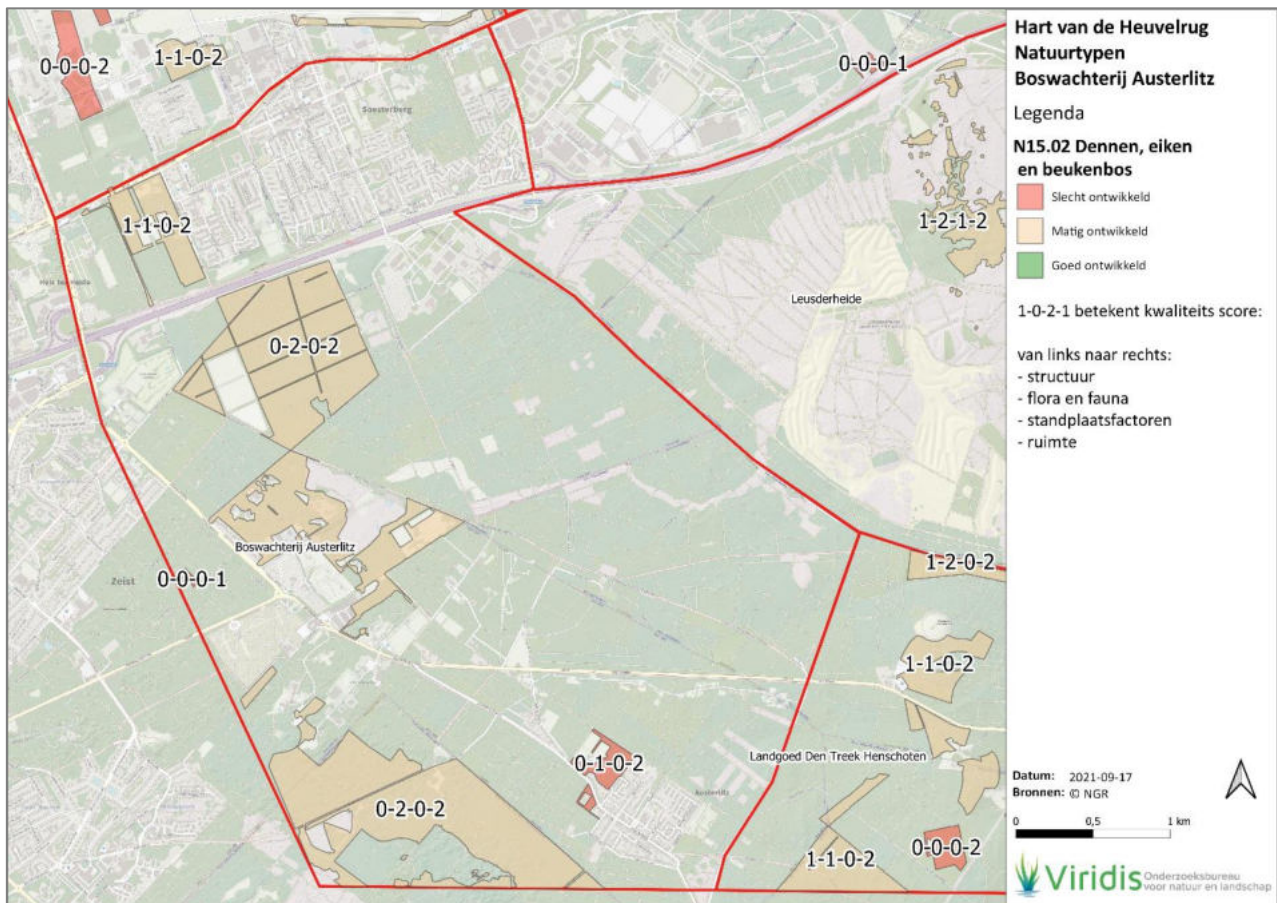 Hart van de Heuvelrug
Natuurtypen
Boswachterij Austerlitz
Legenda
N15.02 Dennen, eiken
en beukenbos
Slecht ontwikkeld
Matig ontwikkeld
Goed ontwikkeld
1-0-2-1 betekent kwaliteits score:
van links naar rechts:
- structuur
- flora en fauna
- standplaatsfactoren
- ruimte
Datum: 2021-09-17
Bronnen: © NGR
0 0,5 1 km
Viridis
Onderzoeksbureau
voor natuur en landschap
0-0-0-2
1-1-0-2
0-0-0-1
Soesterberg
1-1-0-2
1-2-1-2
Leusderheide
0-2-0-2
Boswachterij Austerlitz
Zeist
0-0-0-1
1-2-0-2
1-1-0-2
Landgoed Den Treek Henschoten
0-1-0-2
Austerlitz
0-2-0-2
1-1-0-2
0-0-0-2